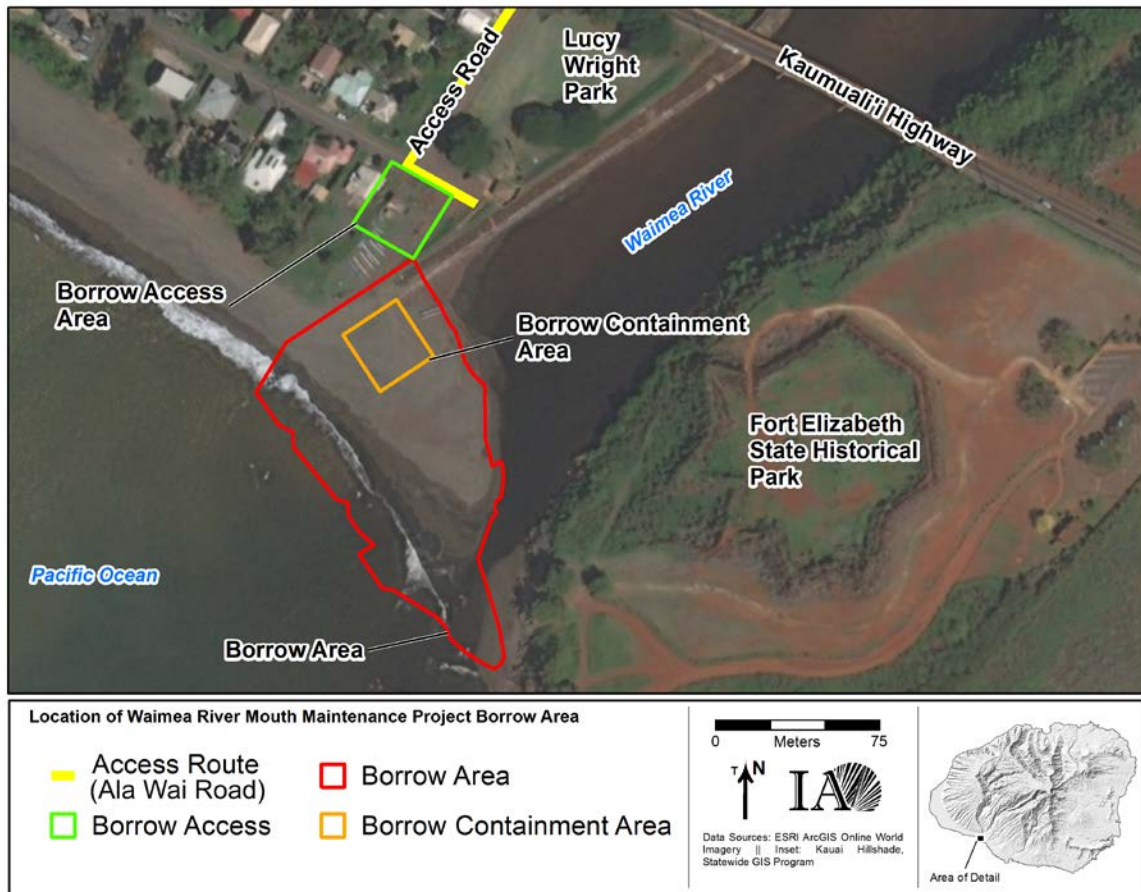 Lucy
Wright
Park
Access Road
Kaumuali'i Highway
Waimea River
Borrow Access
Area
Borrow Containment
Area
Fort Elizabeth
State Historical
Park
Pacific Ocean
Borrow Area
Location of Waimea River Mouth Maintenance Project Borrow Area
Access Route
(Ala Wai Road)
Borrow Access
Borrow Area
Borrow Containment Area
0 Meters 75
T N
IA
Data Sources: ESRI ArcGIS Online World
Imagery || Inset: Kauai Hillshade,
Statewide GIS Program
Area of Detail